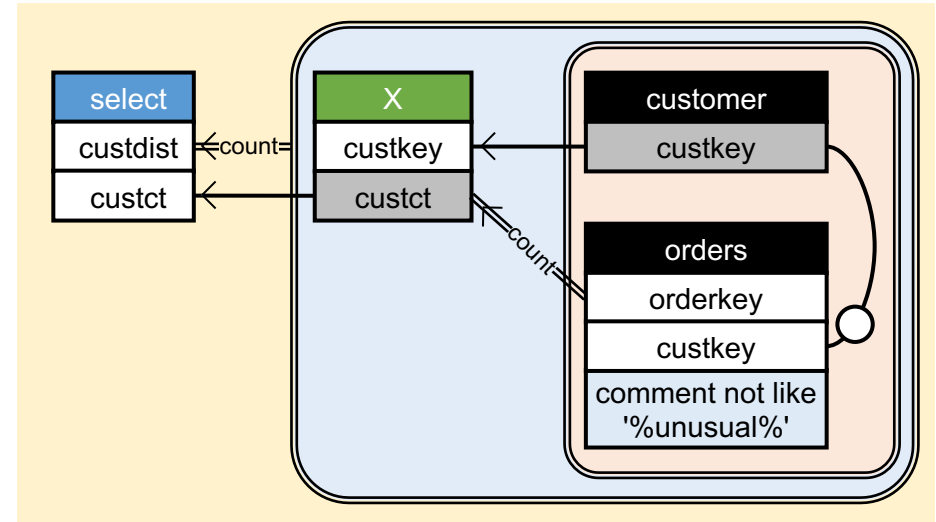 select
custdist
custct
count
X
custkey
custct
count
customer
custkey
orders
orderkey
custkey
comment not like
'%unusual%'